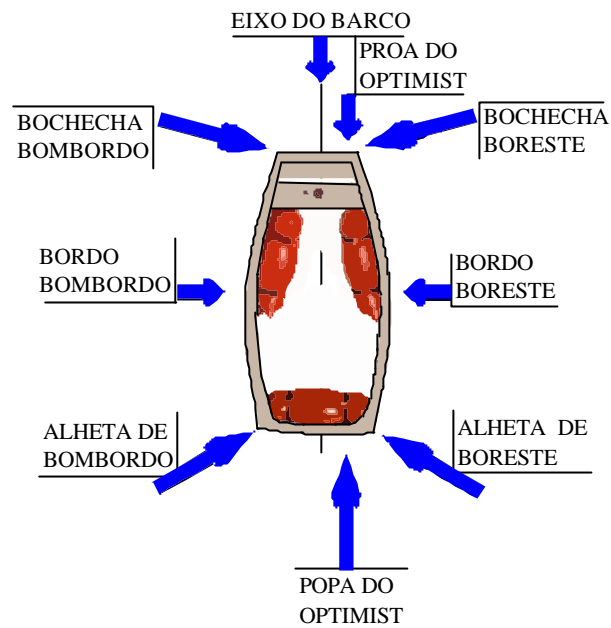 EIXO DO BARCO
PROA DO
OPTIMIST
BOCHECHA
BOMBORDO
BOCHECHA
BORESTE
BORDO
BOMBORDO
BORDO
BORESTE
ALHETA DE
BOMBORDO
ALHETA DE
BORESTE
POPA DO
OPTIMIST